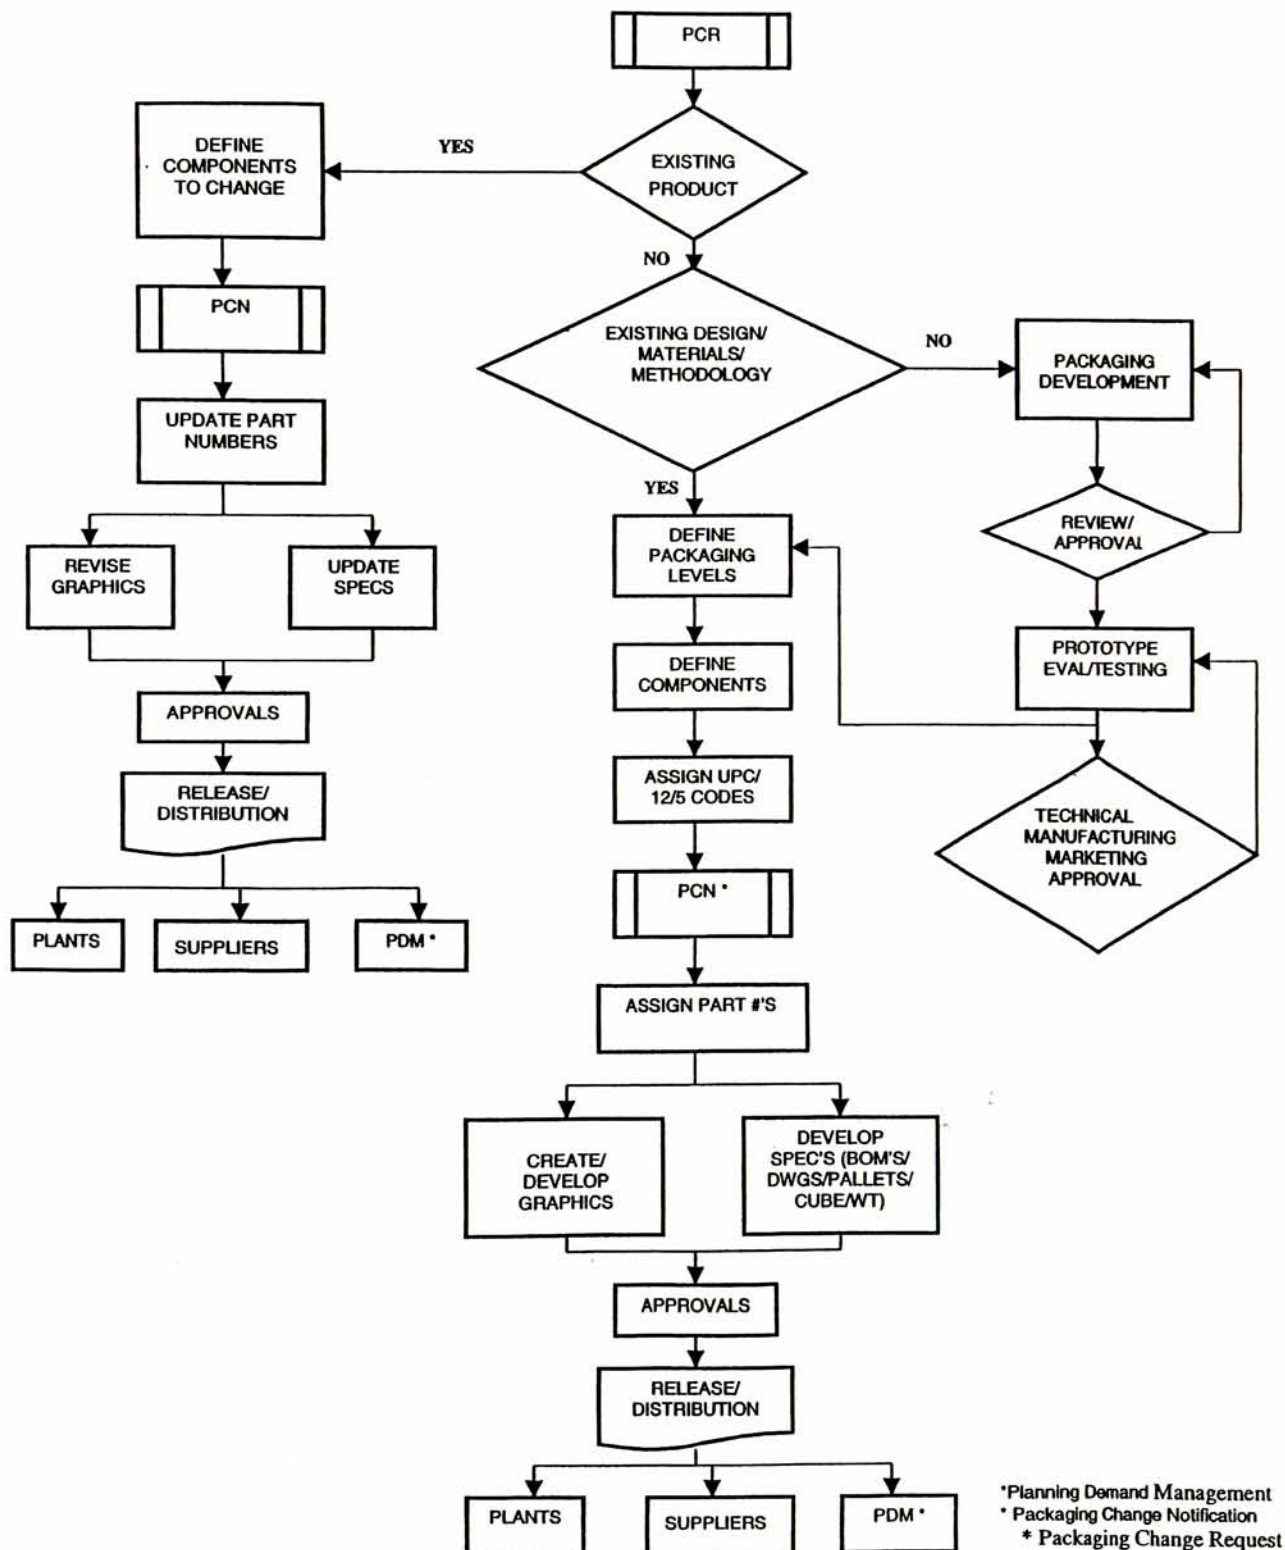 PCR
DEFINE
COMPONENTS
TO CHANGE
YES
EXISTING
PRODUCT
NO
PCN
EXISTING DESIGN/
MATERIALS/
METHODOLOGY
NO
PACKAGING
DEVELOPMENT
UPDATE PART
NUMBERS
YES
REVIEW/
APPROVAL
REVISE
GRAPHICS
UPDATE
SPECS
DEFINE
PACKAGING
LEVELS
DEFINE
COMPONENTS
PROTOTYPE
EVAL/TESTING
APPROVALS
RELEASE/
DISTRIBUTION
ASSIGN UPC/
12/5 CODES
TECHNICAL
MANUFACTURING
MARKETING
APPROVAL
PCN *
PLANTS
SUPPLIERS
PDM *
ASSIGN PART #'S
CREATE/
DEVELOP
GRAPHICS
DEVELOP
SPEC'S (BOM'S/
DWGS/PALLETS/
CUBE/WT)
APPROVALS
RELEASE/
DISTRIBUTION
PLANTS
SUPPLIERS
PDM *
*Planning Demand Management
* Packaging Change Notification
* Packaging Change Request